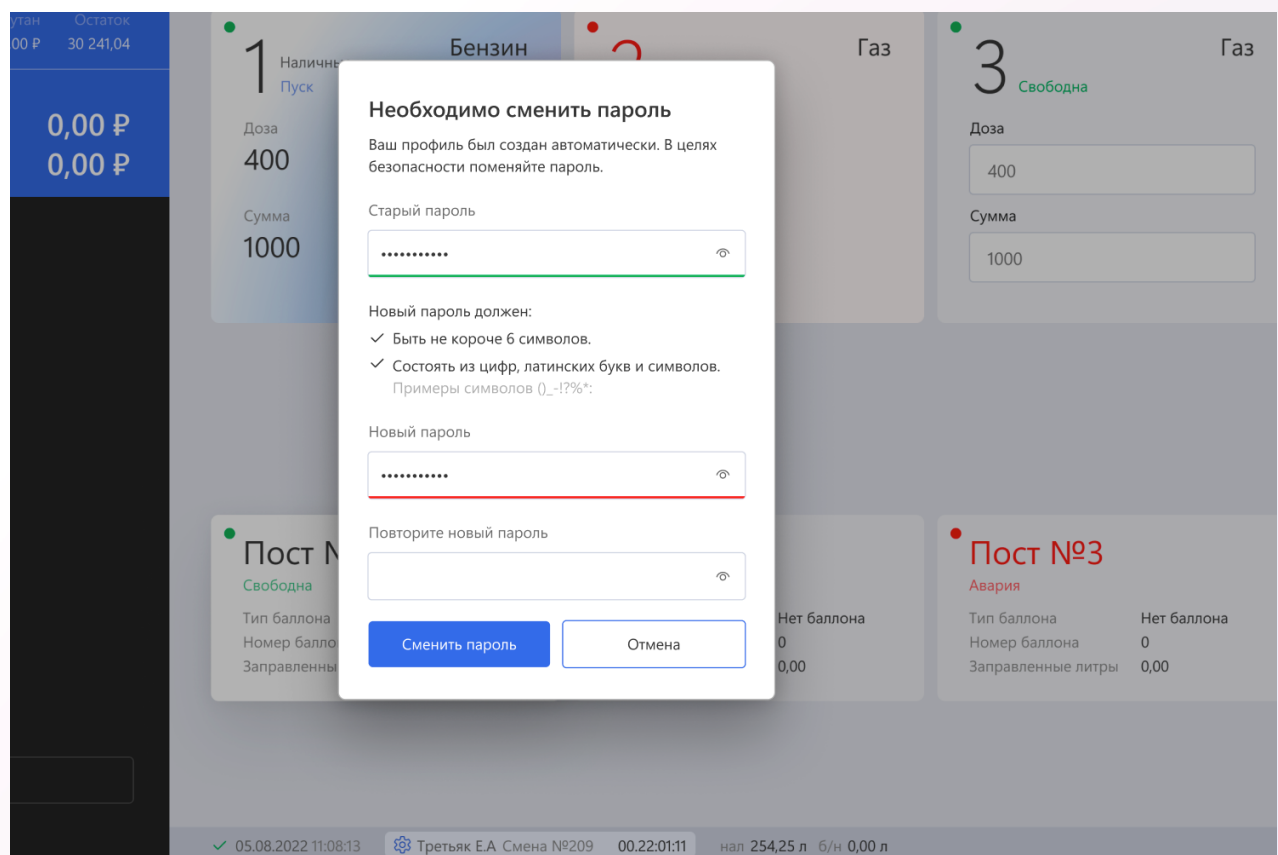 Остаток
00 ₽ 30 241,04
0,00 ₽
0,00 ₽
1
Наличны
Пуск
Бензин
Доза
400
Сумма
1000
Газ
3
Свободна
Газ
Доза
400
Сумма
1000
Необходимо сменить пароль
Ваш профиль был создан автоматически. В целях
безопасности поменяйте пароль.
Старый пароль
•••••••••••
Новый пароль должен:
Быть не короче 6 символов.
Состоять из цифр, латинских букв и символов.
Примеры символов ()_-!?%*:
Новый пароль
•••••••••••
Повторите новый пароль
Сменить пароль
Отмена
Пост №
Свободна
Тип баллона
Номер балло
Заправленны
Нет баллона
0
0,00
Пост №3
Авария
Тип баллона Нет баллона
Номер баллона 0
Заправленные литры 0,00
05.08.2022 11:08:13 Третьяк Е.А Смена №209 00.22:01:11 нал 254,25 л б/н 0,00 л